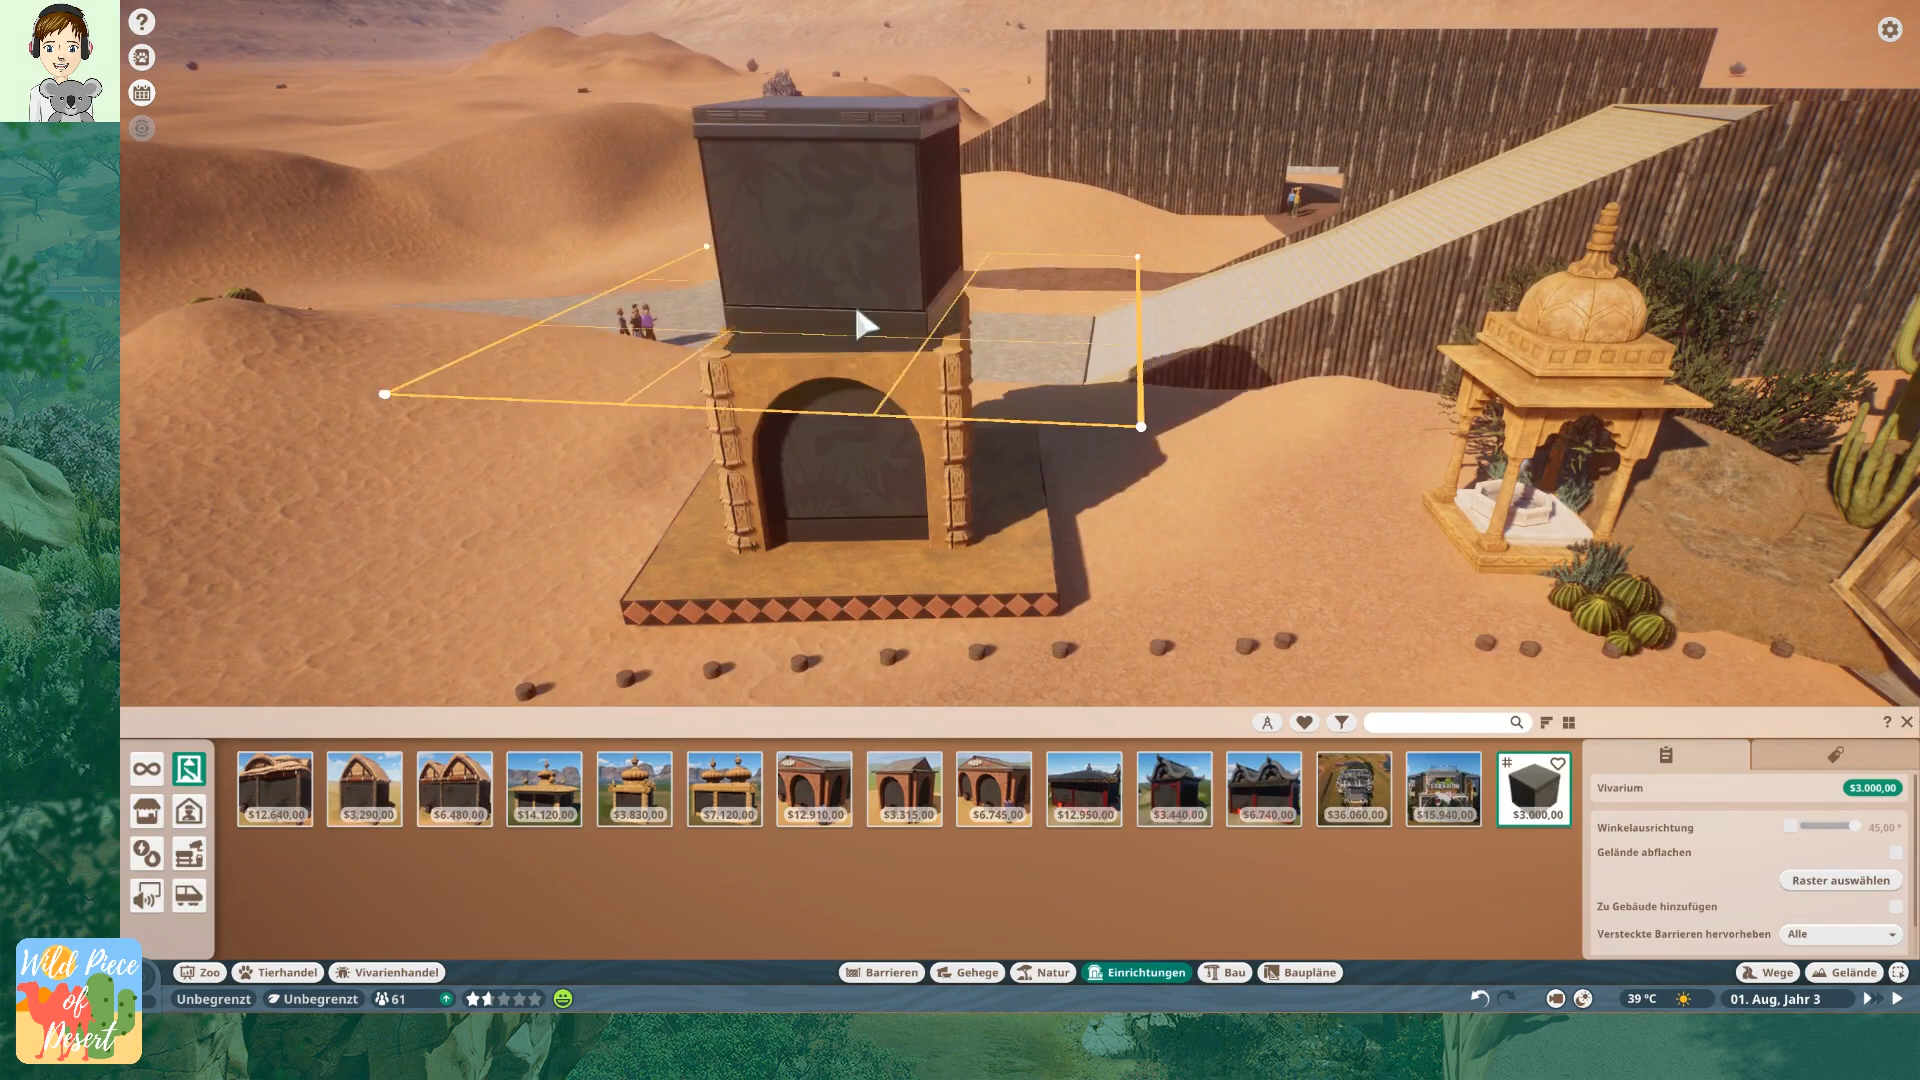 ?
?
$12.640,00
$3.290,00
$6.480,00
$14.120,00
$3.830,00
$7.120,00
$12.910,00
$3.315,00
$6.745,00
$12.950,00
$3.440,00
$6.740,00
$36.060,00
$15.940,00
#
$3.000,00
Vivarium
$3.000,00
Winkelausrichtung
45,00 °
Gelände abflachen
Raster auswählen
Zu Gebäude hinzufügen
Versteckte Barrieren hervorheben
Alle
Wild Piece
of
Desert
Zoo
Tierhandel
Vivarienhandel
Barrieren
Gehege
Natur
Einrichtungen
Bau
Baupläne
Wege
Gelände
Unbegrenzt
Unbegrenzt
61
39 °C
01. Aug, Jahr 3